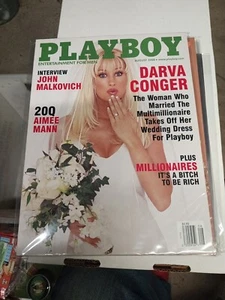 PLAYBOY
ENTERTAINMENT FOR MEN
INTERVIEW
JOHN
MALKOVICH
20Q
AIMEE
MANN
DARVA
CONGER
The Woman Who
Married The
Multimillionaire
Takes Off Her
Wedding Dress
For Playboy
PLUS
MILLIONAIRES
IT'S A BITCH
TO BE RICH